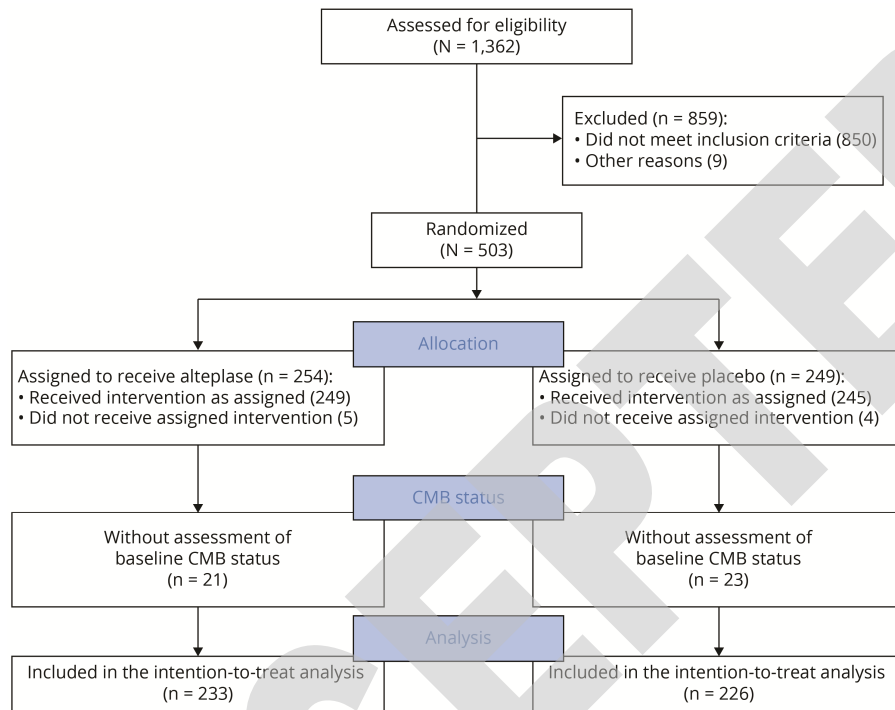 Assessed for eligibility
(N = 1,362)
Excluded (n = 859):
• Did not meet inclusion criteria (850)
• Other reasons (9)
Randomized
(N = 503)
Allocation
Assigned to receive alteplase (n = 254):
• Received intervention as assigned (249)
• Did not receive assigned intervention (5)
Assigned to receive placebo (n = 249):
• Received intervention as assigned (245)
• Did not receive assigned intervention (4)
CMB status
Without assessment of
baseline CMB status
(n = 21)
Without assessment of
baseline CMB status
(n = 23)
Analysis
Included in the intention-to-treat analysis
(n = 233)
Included in the intention-to-treat analysis
(n = 226)